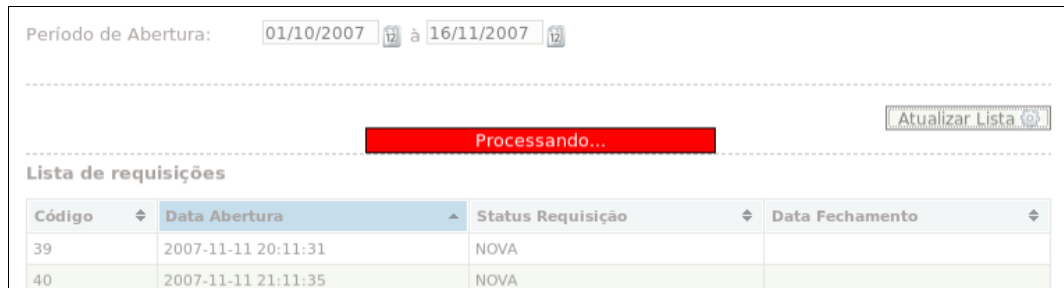 Período de Abertura: 01/10/2007 12 à 16/11/2007 12
Atualizar Lista
Processando...
Lista de requisições
Código Data Abertura Status Requisição Data Fechamento
39 2007-11-11 20:11:31 NOVA
40 2007-11-11 21:11:35 NOVA